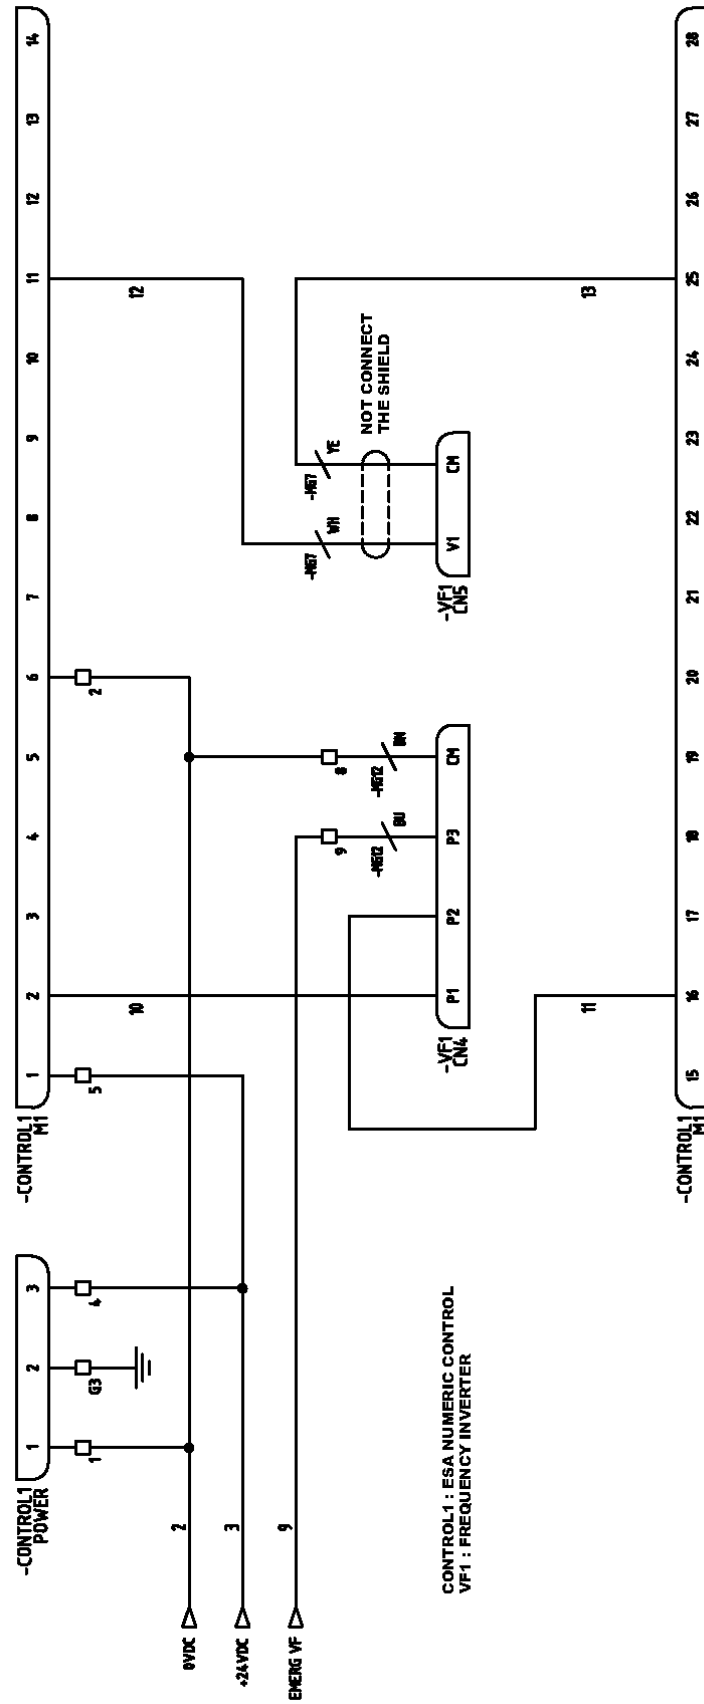 -CONTROL1
POWER
1 2 3
-CONTROL1
M1
1 2 3 4 5 6 7 8 9 10 11 12 13 14
1 G3 4 5 2
10 12
0VDC 2
+24VDC 3
EMERG VF 9
-MG7 -MG7
WH YE
9 8
-MG12 -MG12
BU BN
NOT CONNECT
THE SHIELD
-VF1
CN4
P1 P2 P3 CM
-VF1
CN5
V1 CM
CONTROL1 : ESA NUMERIC CONTROL
VF1 : FREQUENCY INVERTER
11 13
-CONTROL1
M1
15 16 17 18 19 20 21 22 23 24 25 26 27 28